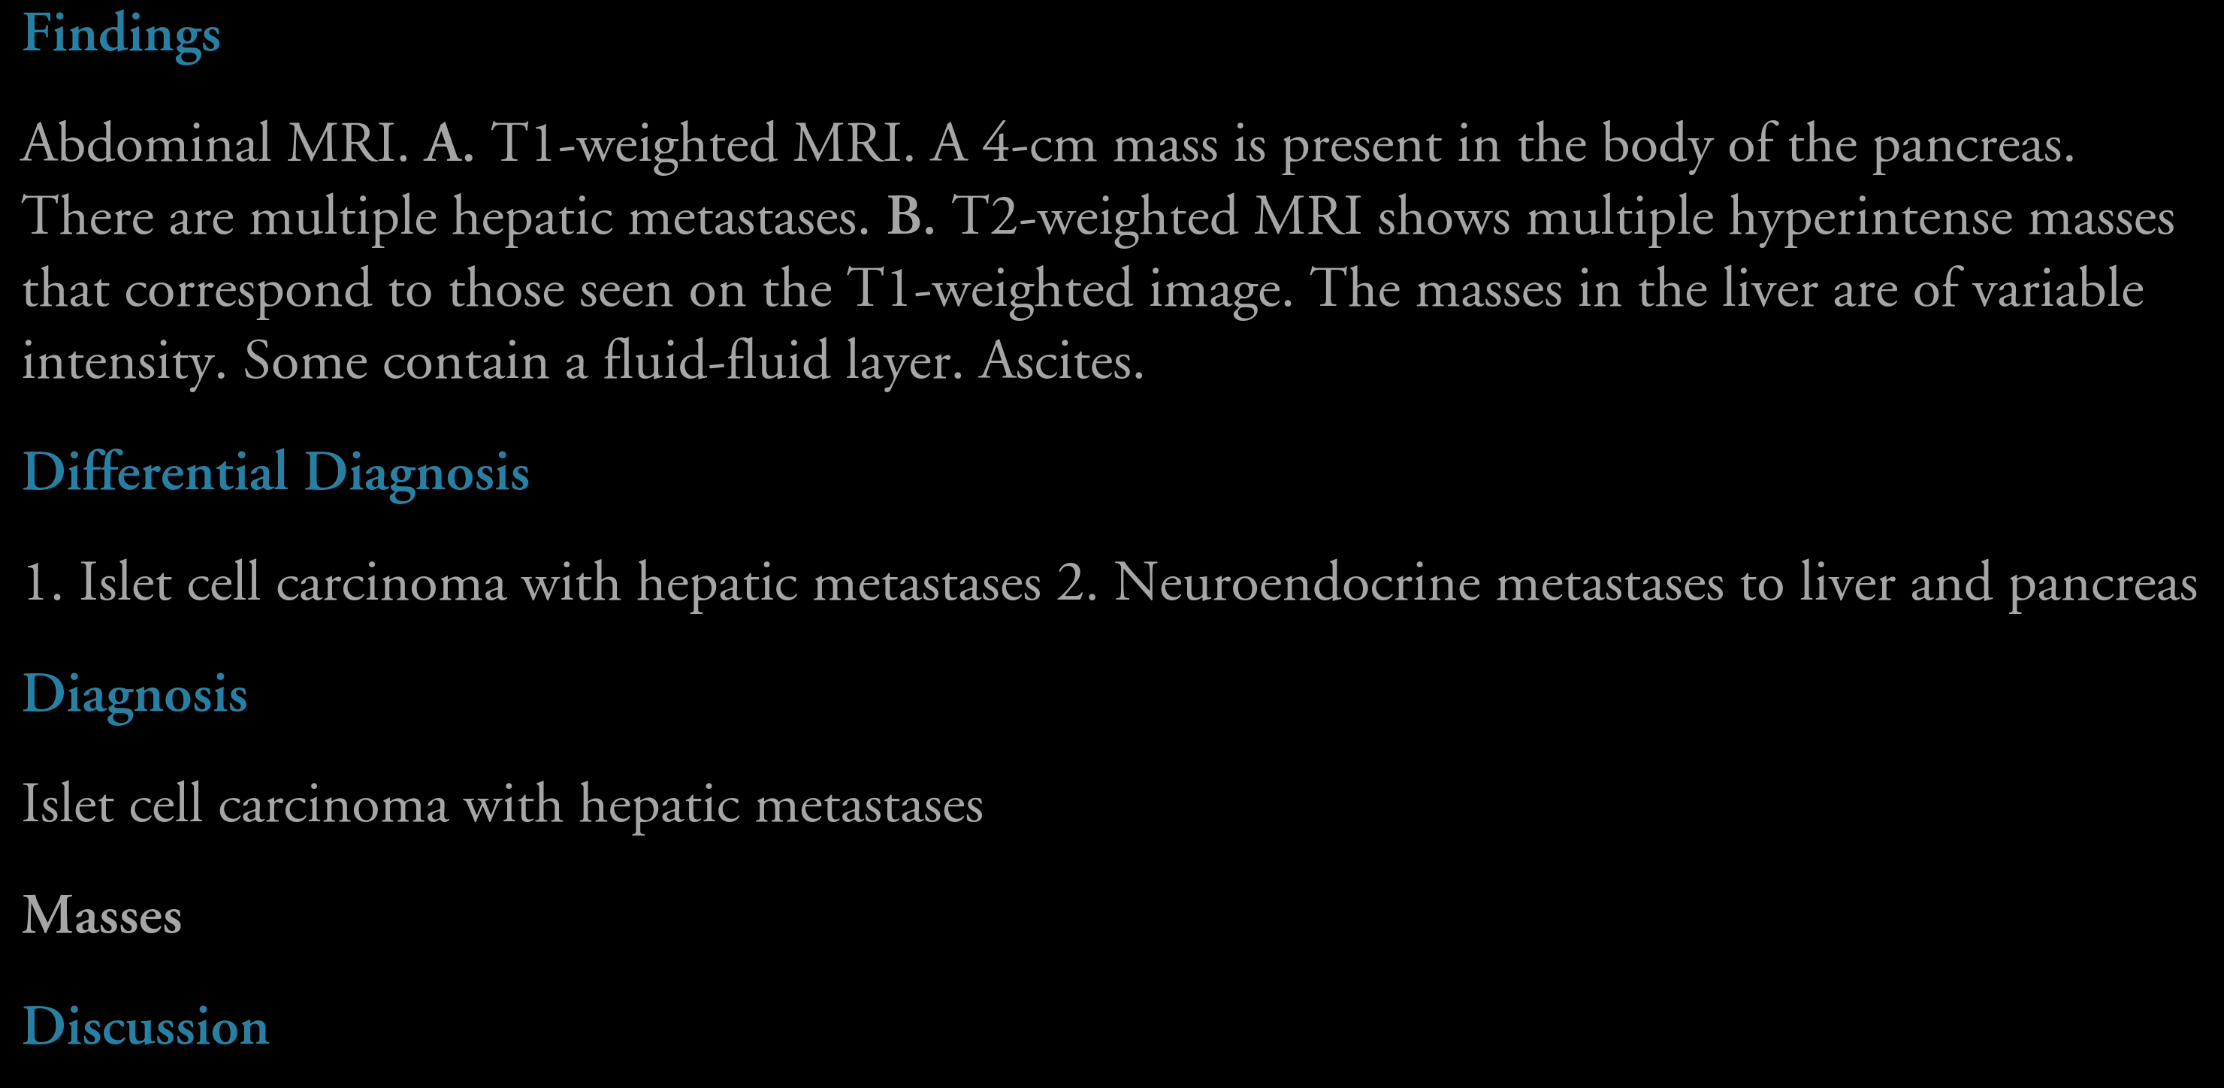 Findings
Abdominal MRI. A. T1-weighted MRI. A 4-cm mass is present in the body of the pancreas.
There are multiple hepatic metastases. B. T2-weighted MRI shows multiple hyperintense masses
that correspond to those seen on the T1-weighted image. The masses in the liver are of variable
intensity. Some contain a fluid-fluid layer. Ascites.
Differential Diagnosis
1. Islet cell carcinoma with hepatic metastases 2. Neuroendocrine metastases to liver and pancreas
Diagnosis
Islet cell carcinoma with hepatic metastases
Masses
Discussion